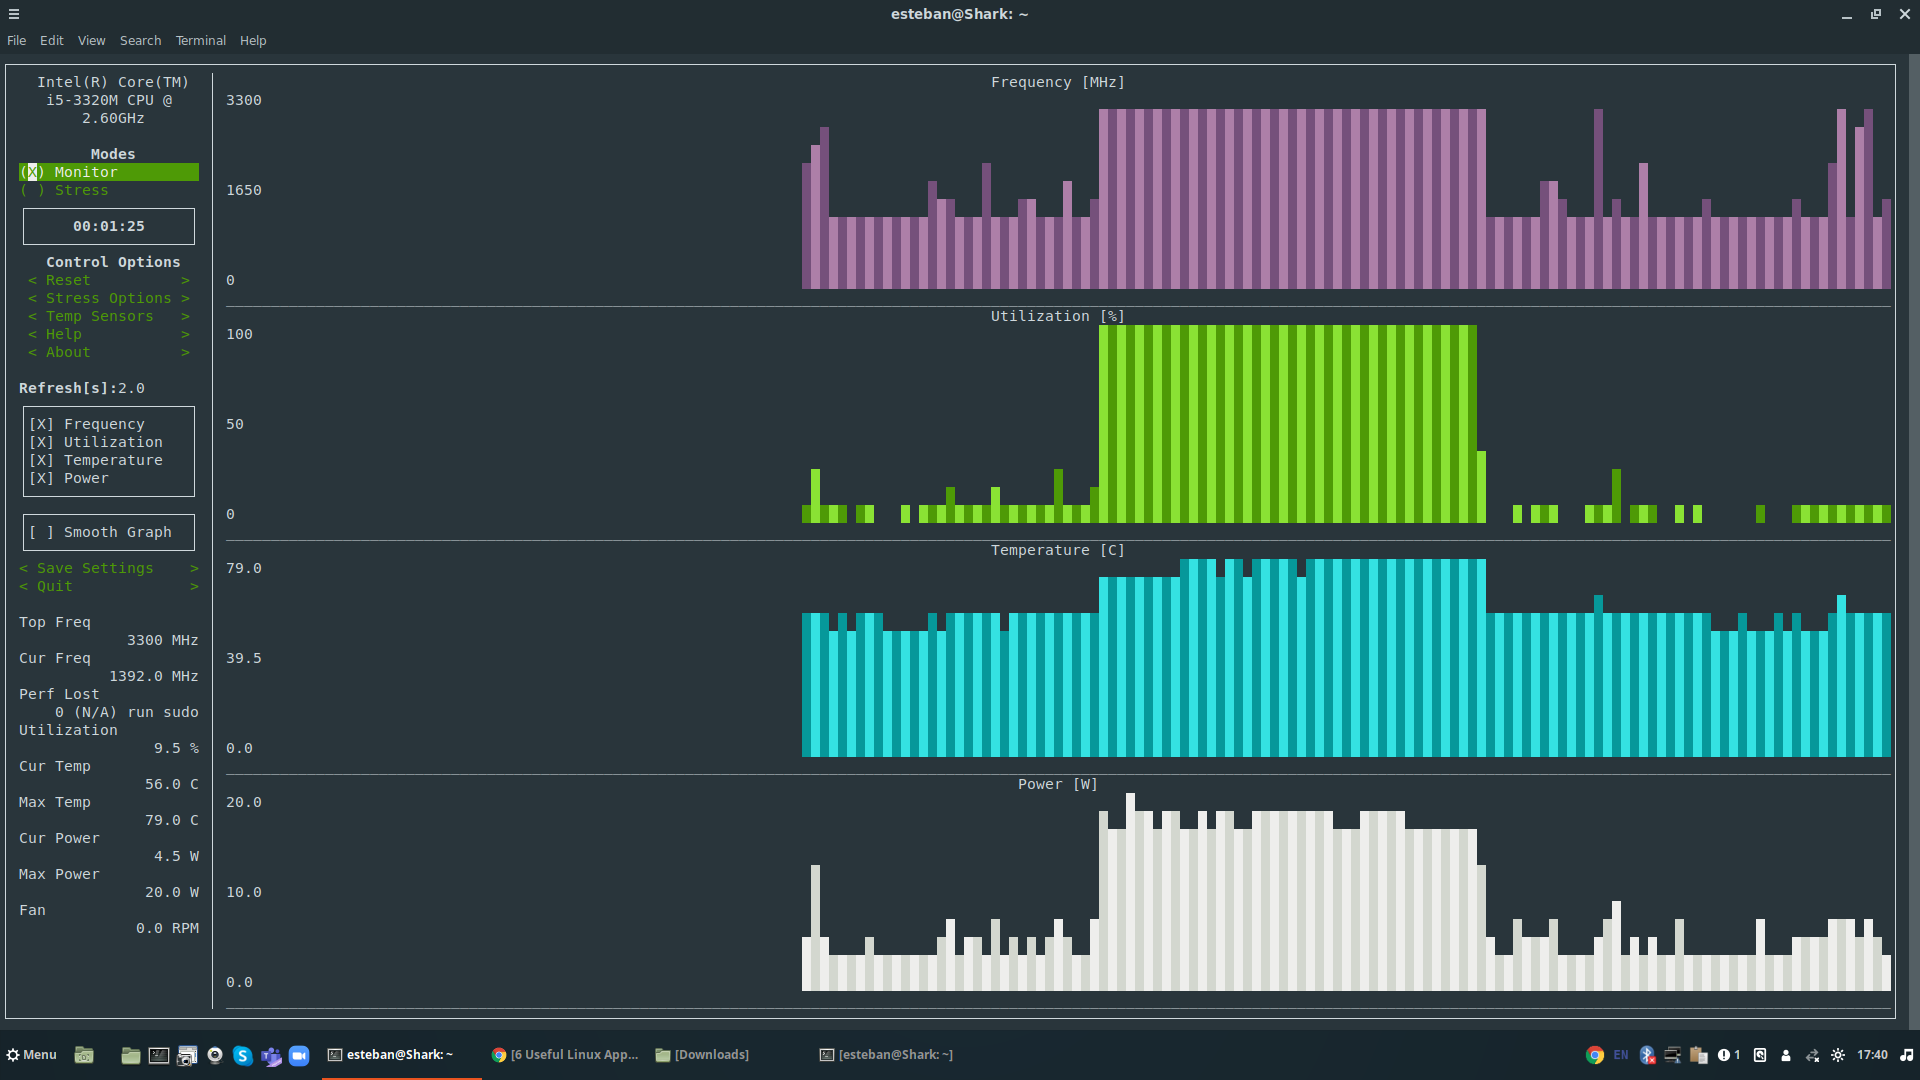 esteban@Shark: ~
File Edit View Search Terminal Help
Intel(R) Core(TM)
i5-3320M CPU @
2.60GHz
Modes
(X) Monitor
( ) Stress
00:01:25
Control Options
< Reset >
< Stress Options >
< Temp Sensors >
< Help >
< About >
Refresh[s]:2.0
[X] Frequency
[X] Utilization
[X] Temperature
[X] Power
[ ] Smooth Graph
< Save Settings >
< Quit >
Top Freq
3300 MHz
Cur Freq
1392.0 MHz
Perf Lost
0 (N/A) run sudo
Utilization
9.5 %
Cur Temp
56.0 C
Max Temp
79.0 C
Cur Power
4.5 W
Max Power
20.0 W
Fan
0.0 RPM
Frequency [MHz]
3300
1650
0
Utilization [%]
100
50
0
Temperature [C]
79.0
39.5
0.0
Power [W]
20.0
10.0
0.0
Menu
esteban@Shark: ~
[6 Useful Linux App...
[Downloads]
[esteban@Shark: ~]
EN
1
17:40